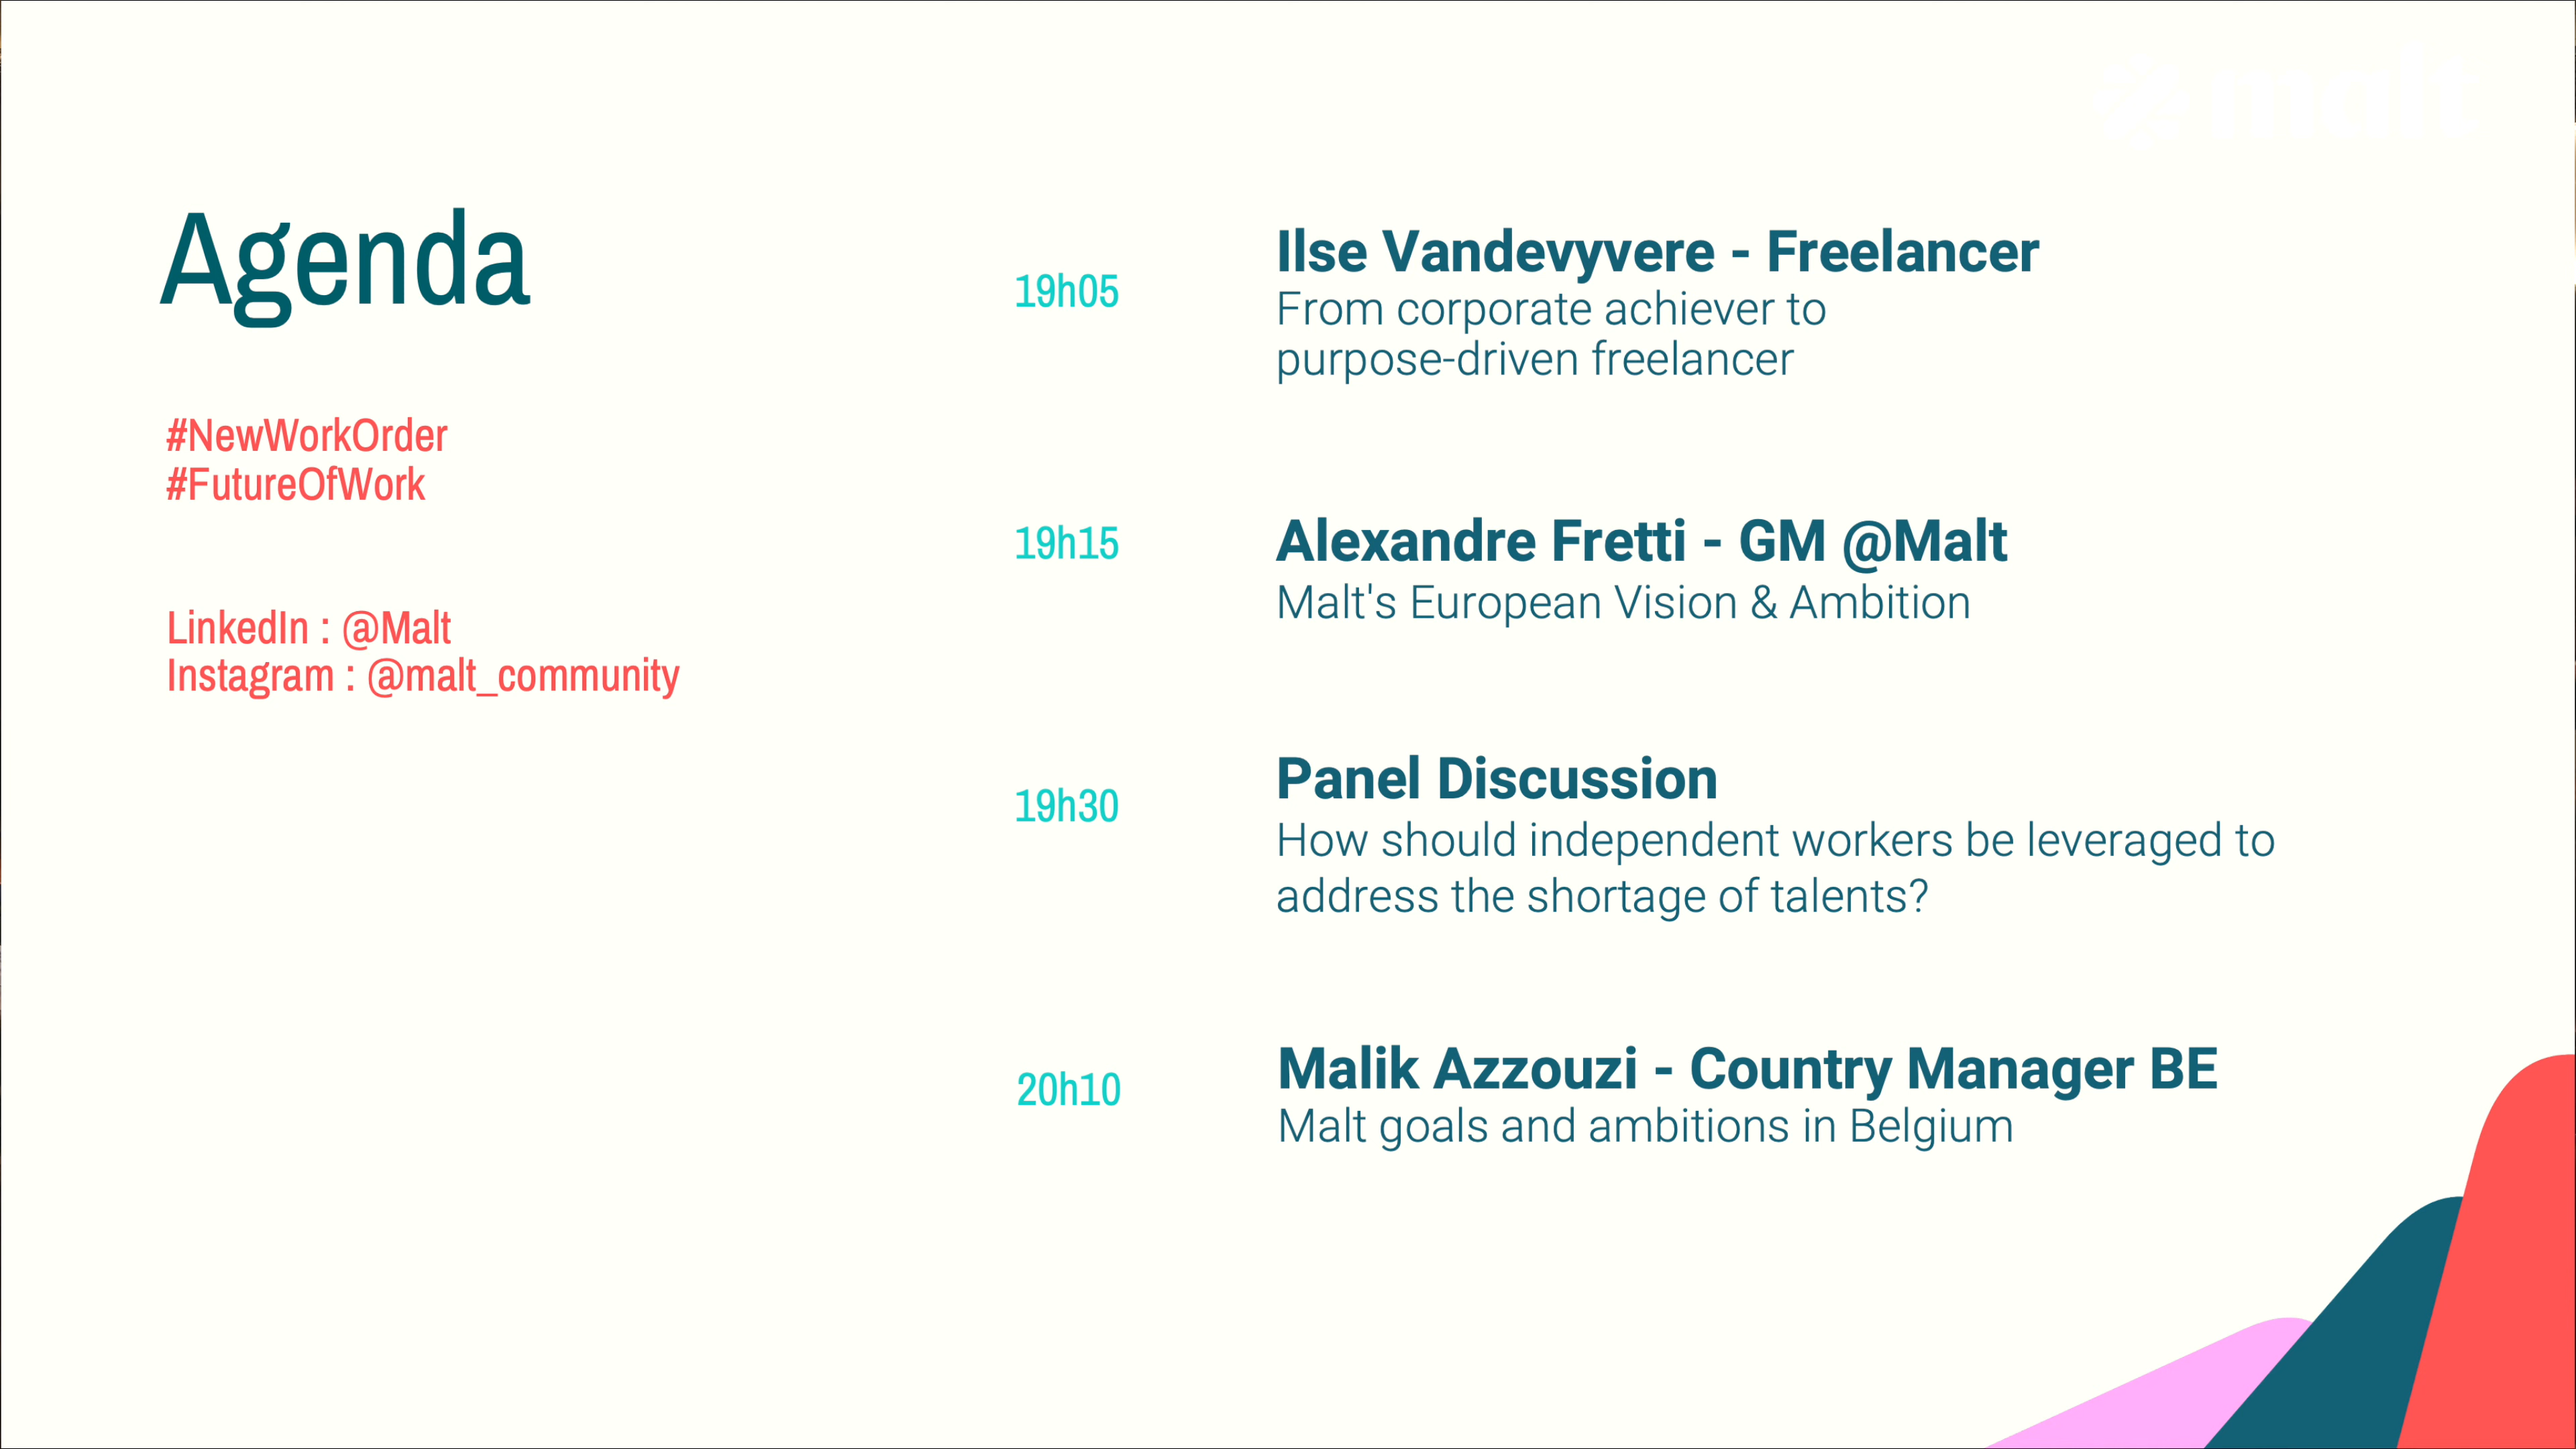 malt
Agenda
#NewWorkOrder
#FutureOfWork
LinkedIn : @Malt
Instagram : @malt_community
19h05
Ilse Vandevyvere - Freelancer
From corporate achiever to
purpose-driven freelancer
19h15
Alexandre Fretti - GM @Malt
Malt's European Vision & Ambition
19h30
Panel Discussion
How should independent workers be leveraged to
address the shortage of talents?
20h10
Malik Azzouzi - Country Manager BE
Malt goals and ambitions in Belgium